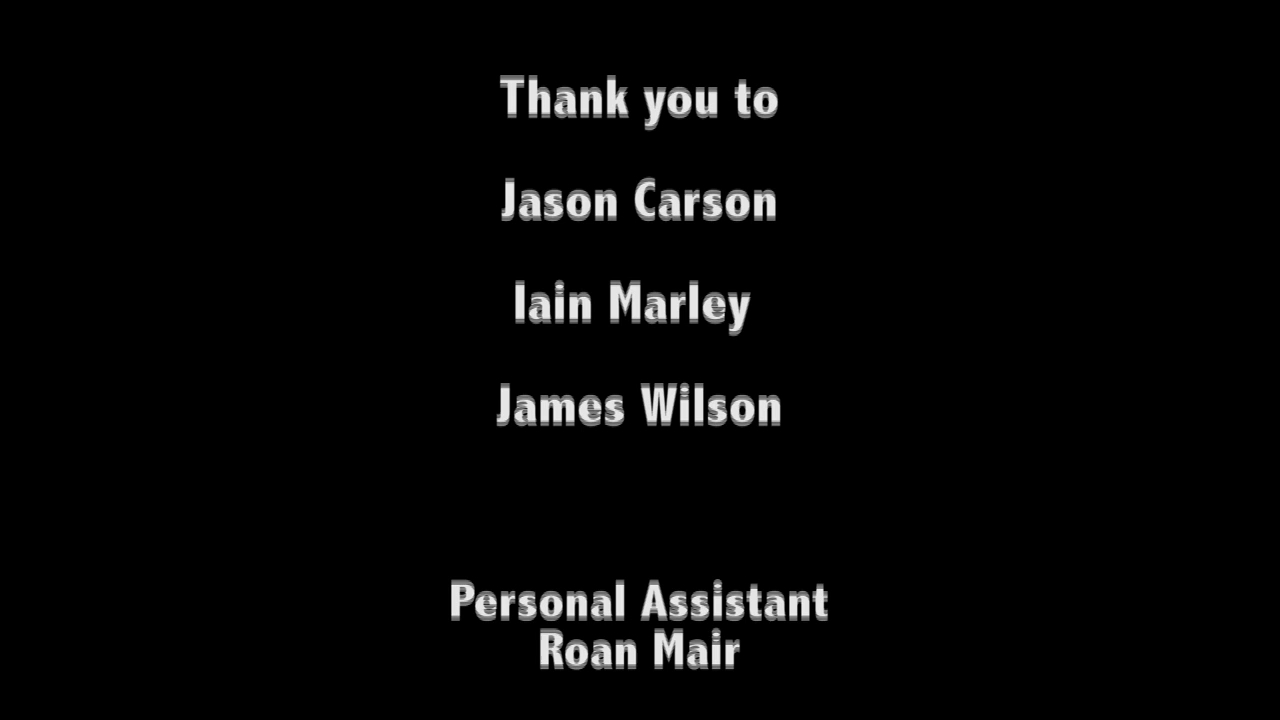 Thank you to
Jason Carson
Iain Marley
James Wilson
Personal Assistant
Roan Mair